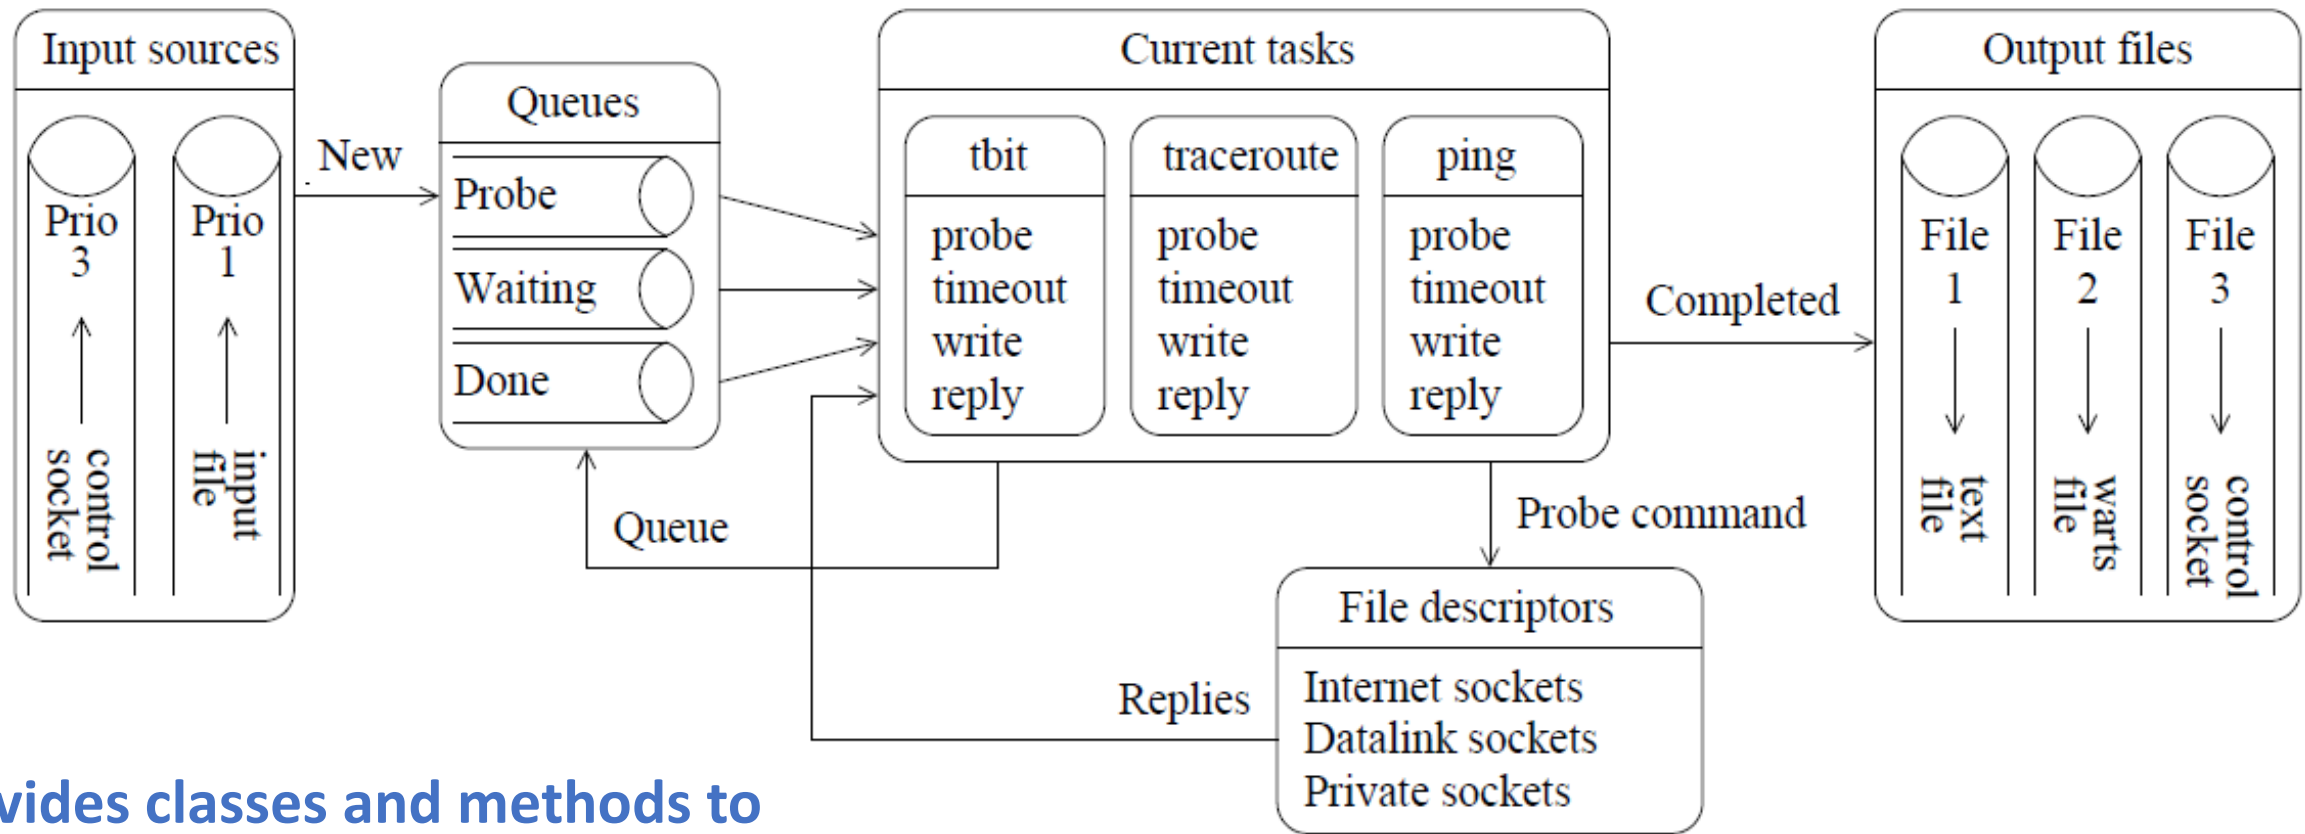 Input sources
Prio
3
control
socket
Prio
1
input
file
New
Queues
Probe
Waiting
Done
Queue
Current tasks
tbit
probe
timeout
write
reply
traceroute
probe
timeout
write
reply
ping
probe
timeout
write
reply
Probe command
Replies
File descriptors
Internet sockets
Datalink sockets
Private sockets
Completed
Output files
File
1
text
file
File
2
warts
file
File
3
control
socket
vides classes and methods to